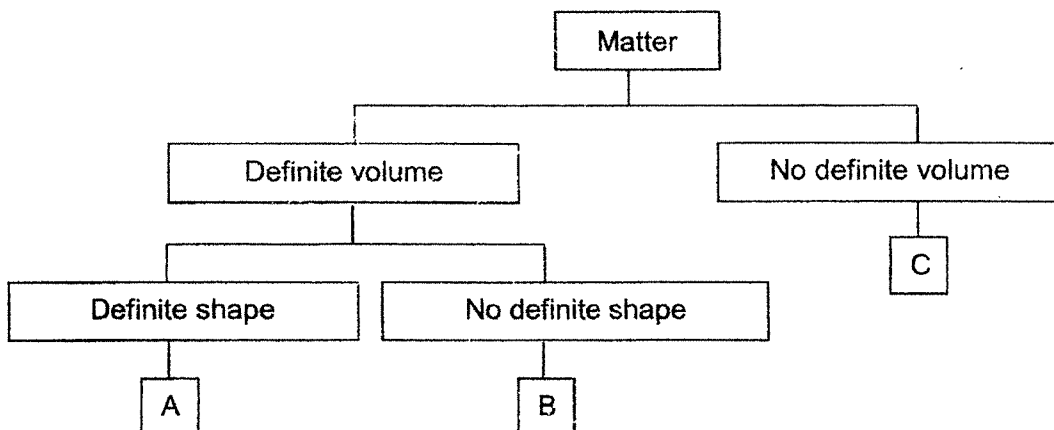 Matter
Definite volume
No definite volume
C
Definite shape
No definite shape
A
B